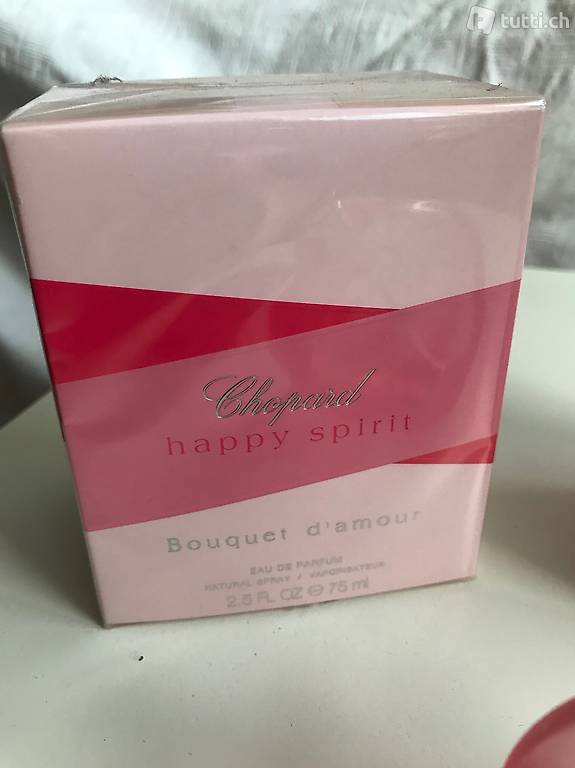 tutti.ch
Chopard
happy spirit
Bouquet d'amour
EAU DE PARFUM
NATURAL SPRAY / VAPORISATEUR
2.5 FL OZ ℮ 75 ml